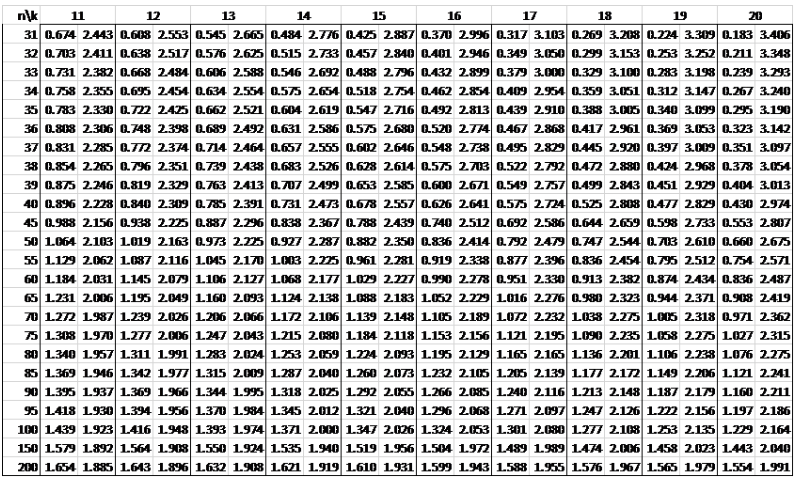 n\k 11 12 13 14 15 16 17 18 19 20
31 0.674 2.443 0.608 2.553 0.545 2.665 0.484 2.776 0.425 2.887 0.370 2.996 0.317 3.103 0.269 3.208 0.224 3.309 0.183 3.406
32 0.703 2.411 0.638 2.517 0.576 2.625 0.515 2.733 0.457 2.840 0.401 2.946 0.349 3.050 0.299 3.153 0.253 3.252 0.211 3.348
33 0.731 2.382 0.668 2.484 0.606 2.588 0.546 2.692 0.488 2.796 0.432 2.899 0.379 3.000 0.329 3.100 0.283 3.198 0.239 3.293
34 0.758 2.355 0.695 2.454 0.634 2.554 0.575 2.654 0.518 2.754 0.462 2.854 0.409 2.954 0.359 3.051 0.312 3.147 0.267 3.240
35 0.783 2.330 0.722 2.425 0.662 2.521 0.604 2.619 0.547 2.716 0.492 2.813 0.439 2.910 0.388 3.005 0.340 3.099 0.295 3.190
36 0.808 2.306 0.748 2.398 0.689 2.492 0.631 2.586 0.575 2.680 0.520 2.774 0.467 2.868 0.417 2.961 0.369 3.053 0.323 3.142
37 0.831 2.285 0.772 2.374 0.714 2.464 0.657 2.555 0.602 2.646 0.548 2.738 0.495 2.829 0.445 2.920 0.397 3.009 0.351 3.097
38 0.854 2.265 0.796 2.351 0.739 2.438 0.683 2.526 0.628 2.614 0.575 2.703 0.522 2.792 0.472 2.880 0.424 2.968 0.378 3.054
39 0.875 2.246 0.819 2.329 0.763 2.413 0.707 2.499 0.653 2.585 0.600 2.671 0.549 2.757 0.499 2.843 0.451 2.929 0.404 3.013
40 0.896 2.228 0.840 2.309 0.785 2.391 0.731 2.473 0.678 2.557 0.626 2.641 0.575 2.724 0.525 2.808 0.477 2.829 0.430 2.974
45 0.988 2.156 0.938 2.225 0.887 2.296 0.838 2.367 0.788 2.439 0.740 2.512 0.692 2.586 0.644 2.659 0.598 2.733 0.553 2.807
50 1.064 2.103 1.019 2.163 0.973 2.225 0.927 2.287 0.882 2.350 0.836 2.414 0.792 2.479 0.747 2.544 0.703 2.610 0.660 2.675
55 1.129 2.062 1.087 2.116 1.045 2.170 1.003 2.225 0.961 2.281 0.919 2.338 0.877 2.396 0.836 2.454 0.795 2.512 0.754 2.571
60 1.184 2.031 1.145 2.079 1.106 2.127 1.068 2.177 1.029 2.227 0.990 2.278 0.951 2.330 0.913 2.382 0.874 2.434 0.836 2.487
65 1.231 2.006 1.195 2.049 1.160 2.093 1.124 2.138 1.088 2.183 1.052 2.229 1.016 2.276 0.980 2.323 0.944 2.371 0.908 2.419
70 1.272 1.987 1.239 2.026 1.206 2.066 1.172 2.106 1.139 2.148 1.105 2.189 1.072 2.232 1.038 2.275 1.005 2.318 0.971 2.362
75 1.308 1.970 1.277 2.006 1.247 2.043 1.215 2.080 1.184 2.118 1.153 2.156 1.121 2.195 1.090 2.235 1.058 2.275 1.027 2.315
80 1.340 1.957 1.311 1.991 1.283 2.024 1.253 2.059 1.224 2.093 1.195 2.129 1.165 2.165 1.136 2.201 1.106 2.238 1.076 2.275
85 1.369 1.946 1.342 1.977 1.315 2.009 1.287 2.040 1.260 2.073 1.232 2.105 1.205 2.139 1.177 2.172 1.149 2.206 1.121 2.241
90 1.395 1.937 1.369 1.966 1.344 1.995 1.318 2.025 1.292 2.055 1.266 2.085 1.240 2.116 1.213 2.148 1.187 2.179 1.160 2.211
95 1.418 1.930 1.394 1.956 1.370 1.984 1.345 2.012 1.321 2.040 1.296 2.068 1.271 2.097 1.247 2.126 1.222 2.156 1.197 2.186
100 1.439 1.923 1.416 1.948 1.393 1.974 1.371 2.000 1.347 2.026 1.324 2.053 1.301 2.080 1.277 2.108 1.253 2.135 1.229 2.164
150 1.579 1.892 1.564 1.908 1.550 1.924 1.535 1.940 1.519 1.956 1.504 1.972 1.489 1.989 1.474 2.006 1.458 2.023 1.443 2.040
200 1.654 1.885 1.643 1.896 1.632 1.908 1.621 1.919 1.610 1.931 1.599 1.943 1.588 1.955 1.576 1.967 1.565 1.979 1.554 1.991